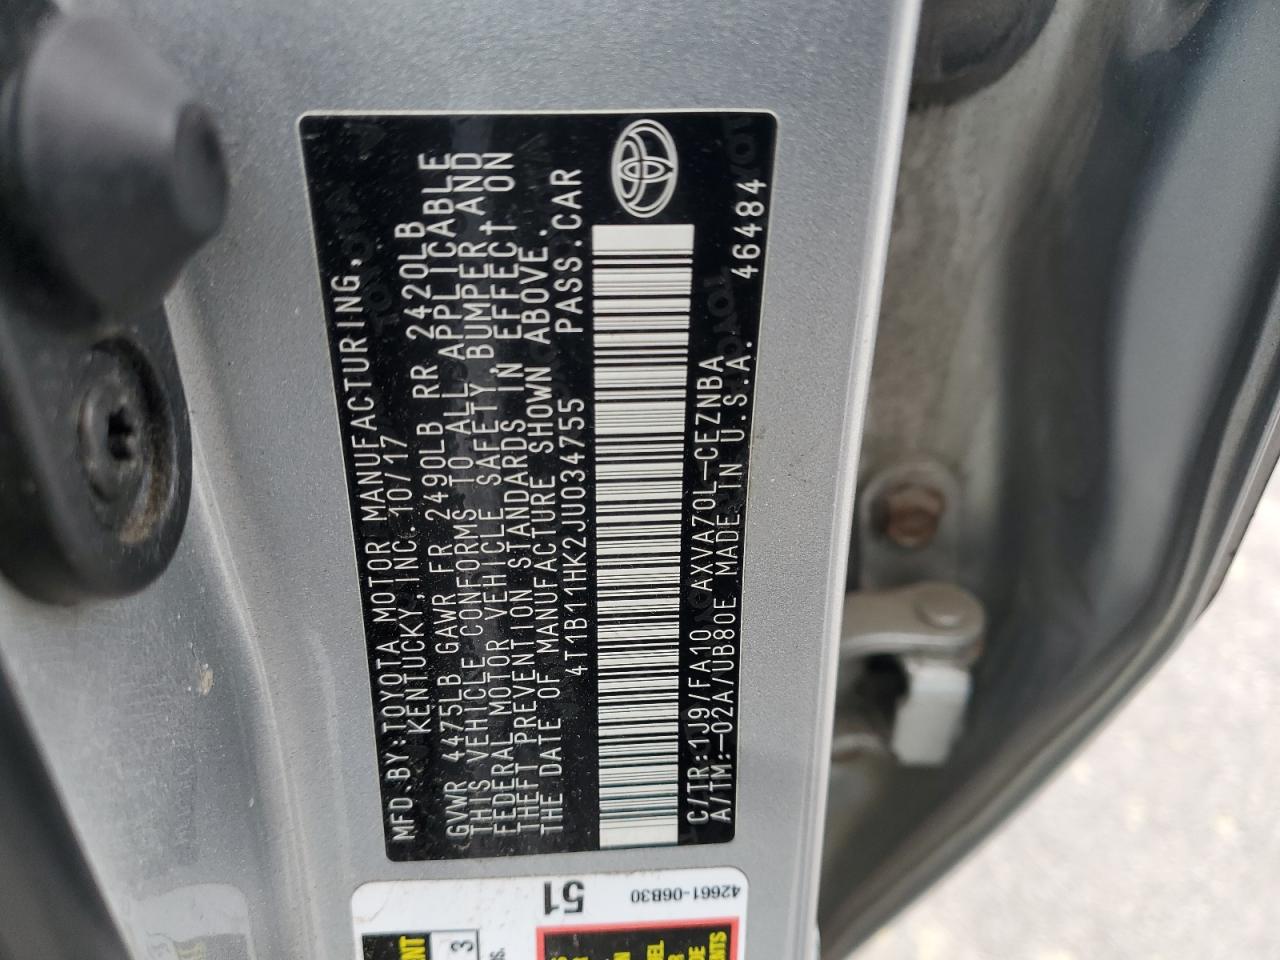 MFD.BY:TOYOTA MOTOR MANUFACTURING,
KENTUCKY,INC.10/17
GVWR 4475LB GAWR FR 2490LB RR 2420LB
THIS VEHICLE CONFORMS TO ALL APPLICABLE
FEDERAL MOTOR VEHICLE SAFETY, BUMPER AND
THEFT PREVENTION STANDARDS IN EFFECT ON
THE DATE OF MANUFACTURE SHOWN ABOVE.
4T1B11HK2JU034755 PASS.CAR
C/TR:1J9/FA10 AXVA70L-CEZNBA
A/TM:-02A/UB80E MADE IN U.S.A. 46484
51
42661-06B30
3